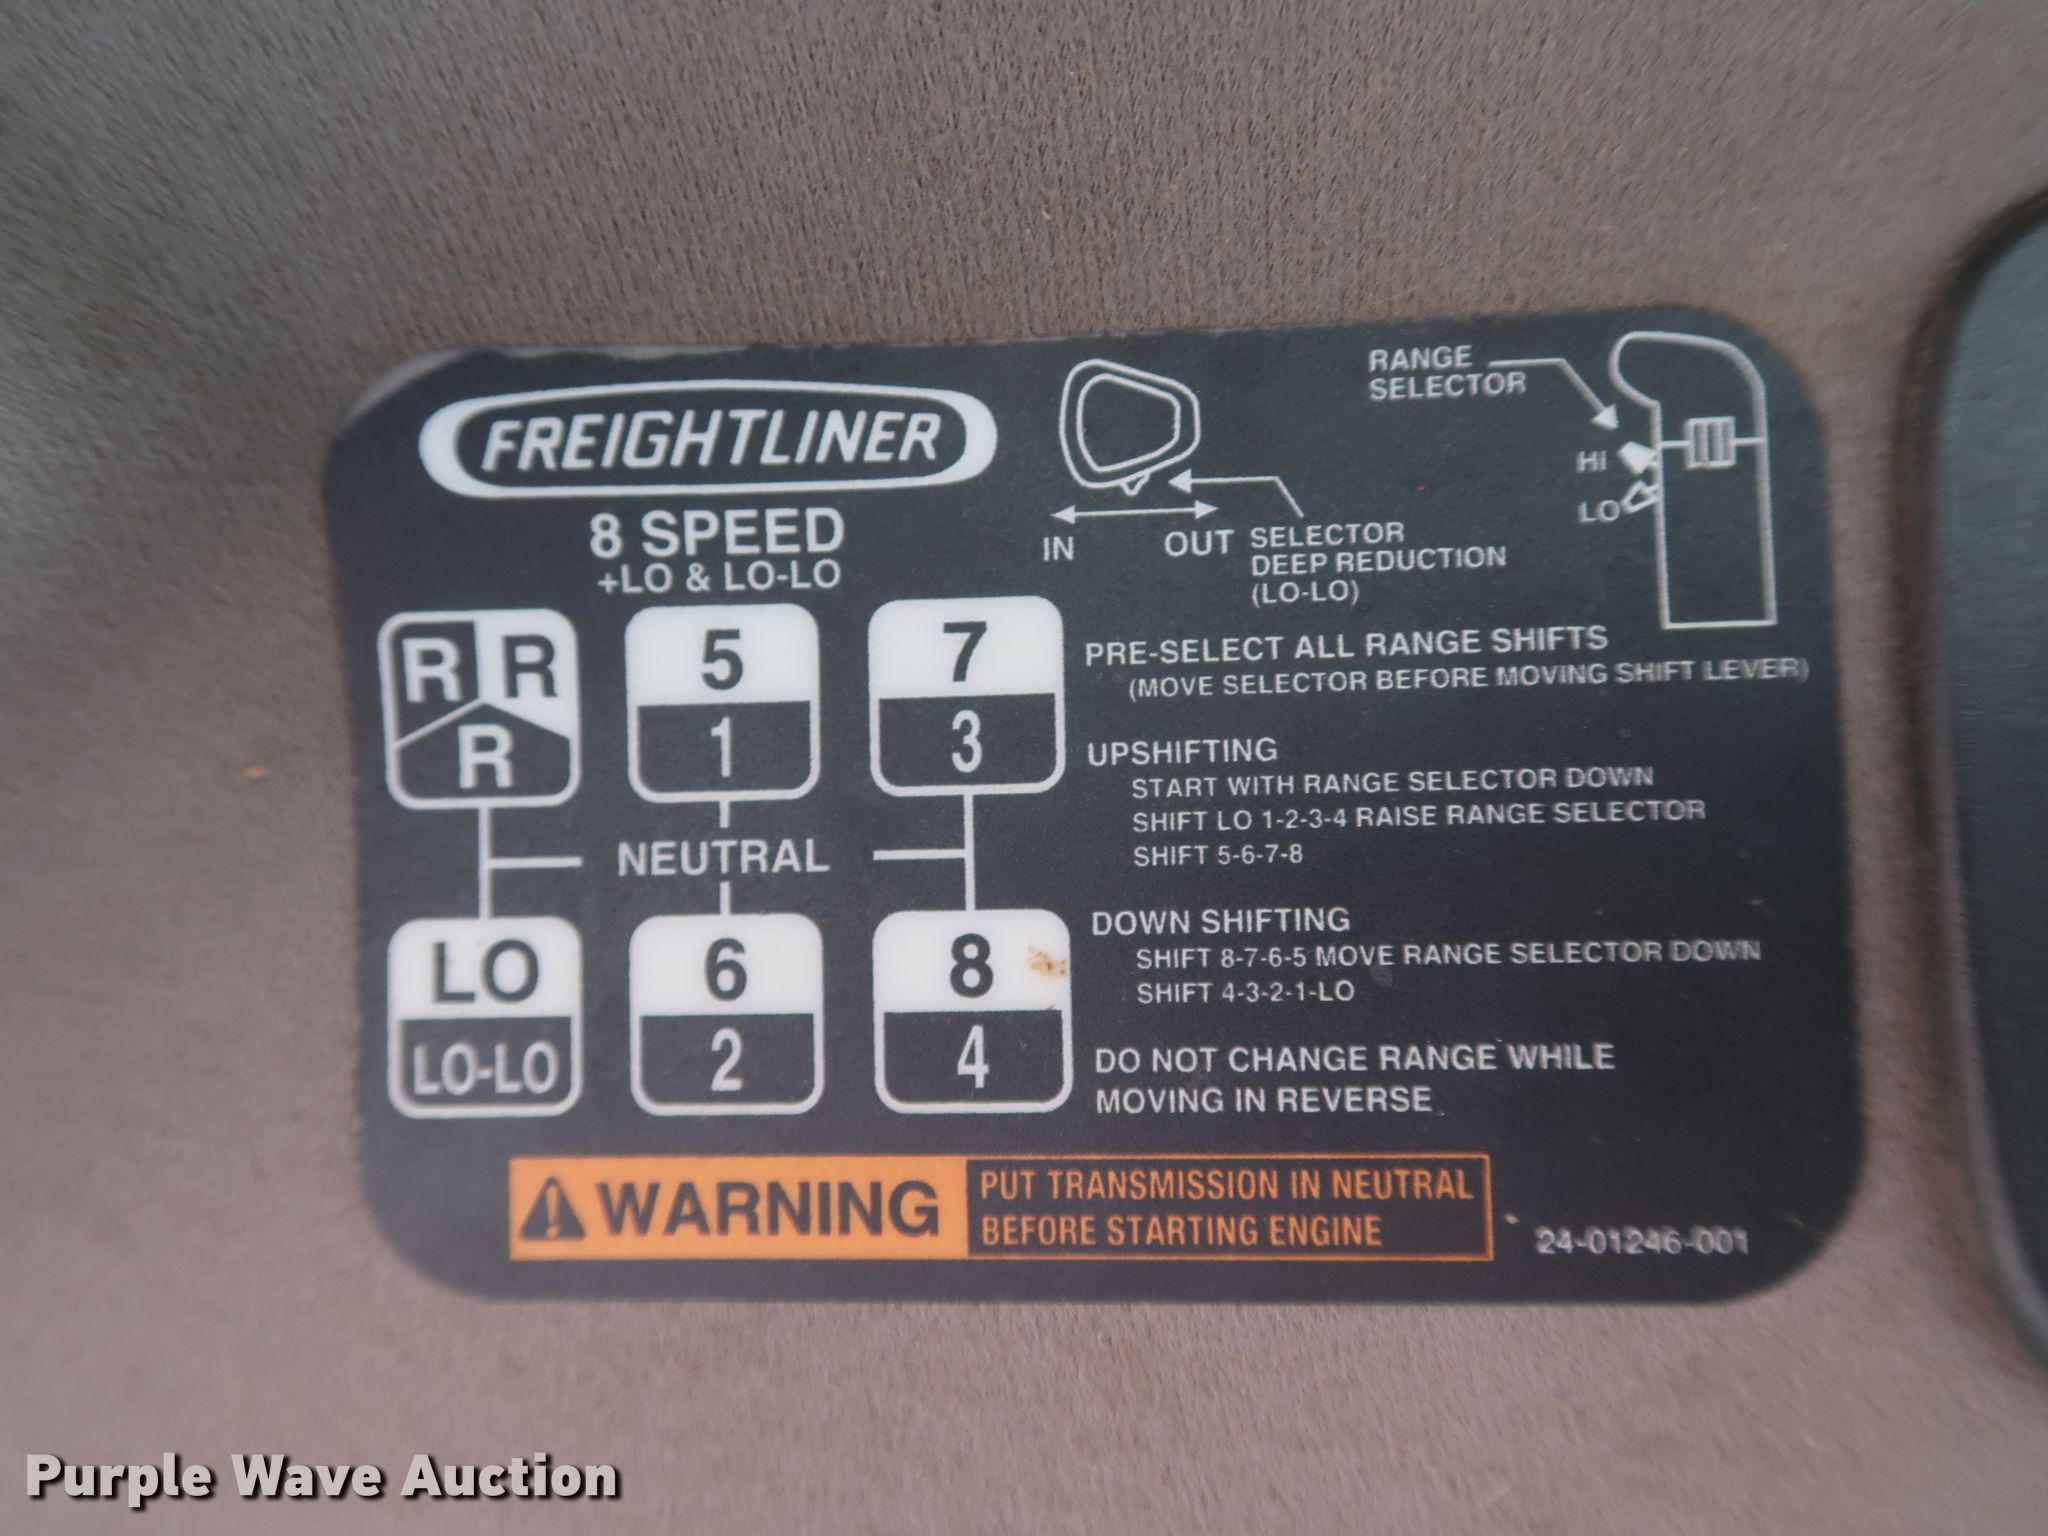 FREIGHTLINER
8 SPEED
+LO & LO-LO
RANGE
SELECTOR
HI
LO
IN
OUT
SELECTOR
DEEP REDUCTION
(LO-LO)
R R
R
5
1
7
3
NEUTRAL
LO
LO-LO
6
2
8
4
PRE-SELECT ALL RANGE SHIFTS
(MOVE SELECTOR BEFORE MOVING SHIFT LEVER)
UPSHIFTING
START WITH RANGE SELECTOR DOWN
SHIFT LO 1-2-3-4 RAISE RANGE SELECTOR
SHIFT 5-6-7-8
DOWN SHIFTING
SHIFT 8-7-6-5 MOVE RANGE SELECTOR DOWN
SHIFT 4-3-2-1-LO
DO NOT CHANGE RANGE WHILE
MOVING IN REVERSE
WARNING
PUT TRANSMISSION IN NEUTRAL
BEFORE STARTING ENGINE
24-01246-001
Purple Wave Auction